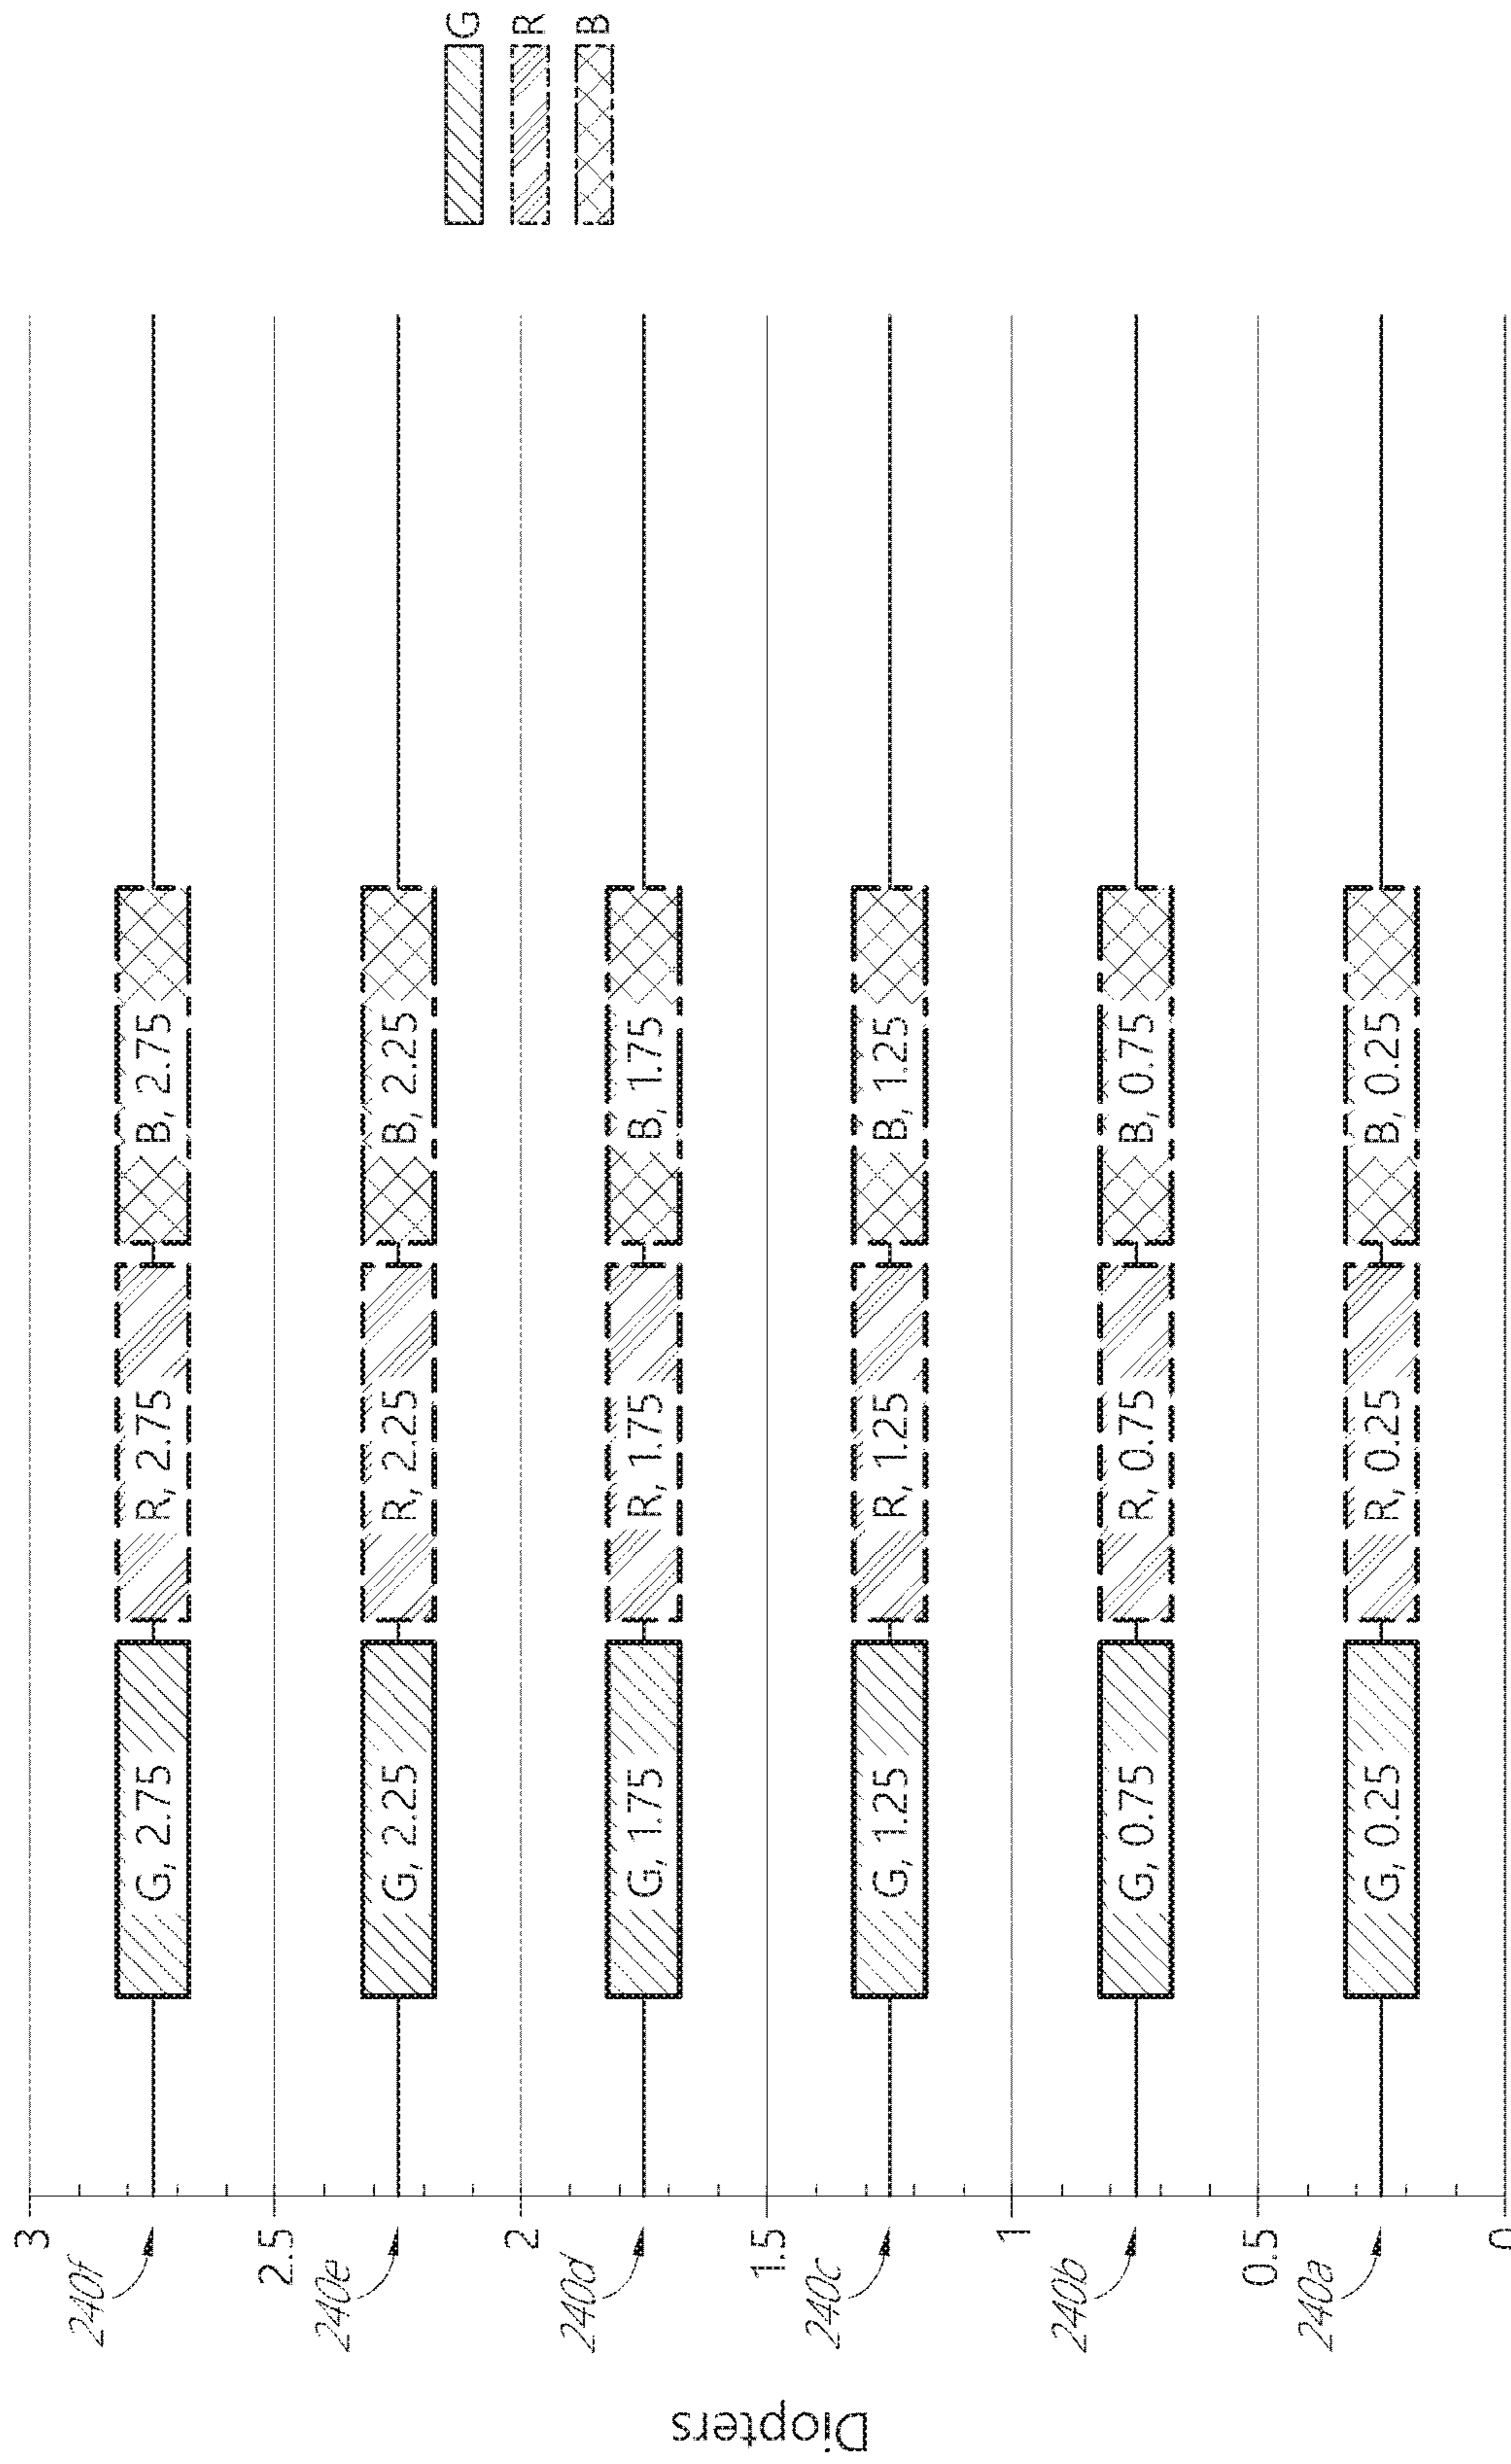 Diopters
3
240f
G, 2.75 R, 2.75 B, 2.75
2.5
240e
G, 2.25 R, 2.25 B, 2.25
2
240d
G, 1.75 R, 1.75 B, 1.75
1.5
240c
G, 1.25 R, 1.25 B, 1.25
1
240b
G, 0.75 R, 0.75 B, 0.75
0.5
240a
G, 0.25 R, 0.25 B, 0.25
0
G
R
B